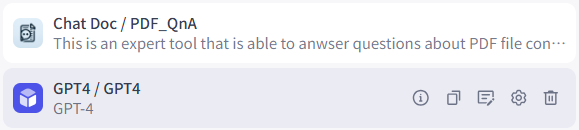 Chat Doc / PDF_QnA
This is an expert tool that is able to anwser questions about PDF file con···
GPT4 / GPT4
GPT-4